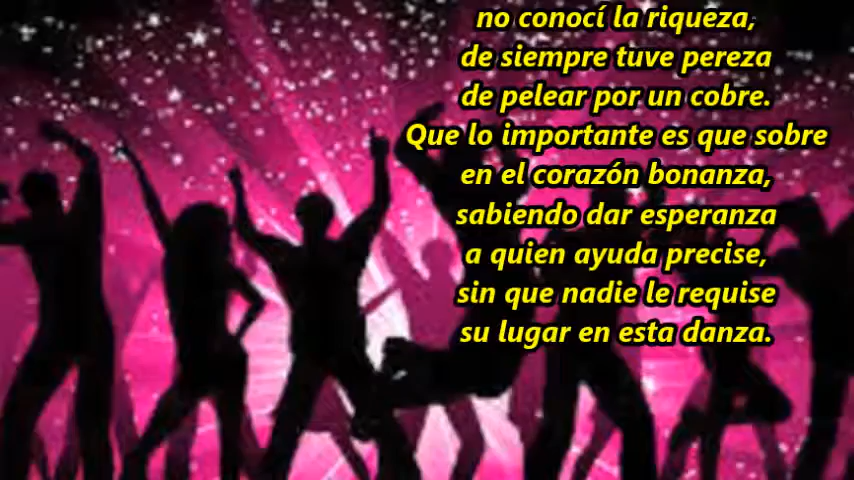 no conocí la riqueza,
de siempre tuve pereza
de pelear por un cobre.
Que lo importante es que sobre
en el corazón bonanza,
sabiendo dar esperanza
a quien ayuda precise,
sin que nadie le requise
su lugar en esta danza.